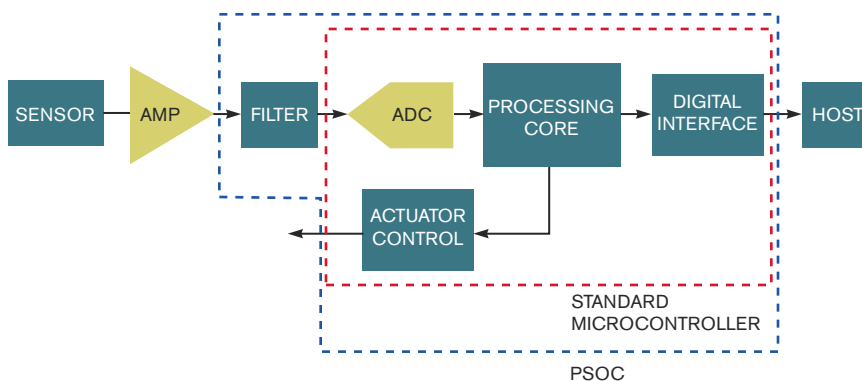 SENSOR
AMP
FILTER
ADC
PROCESSING
CORE
DIGITAL
INTERFACE
HOST
ACTUATOR
CONTROL
STANDARD
MICROCONTROLLER
PSOC